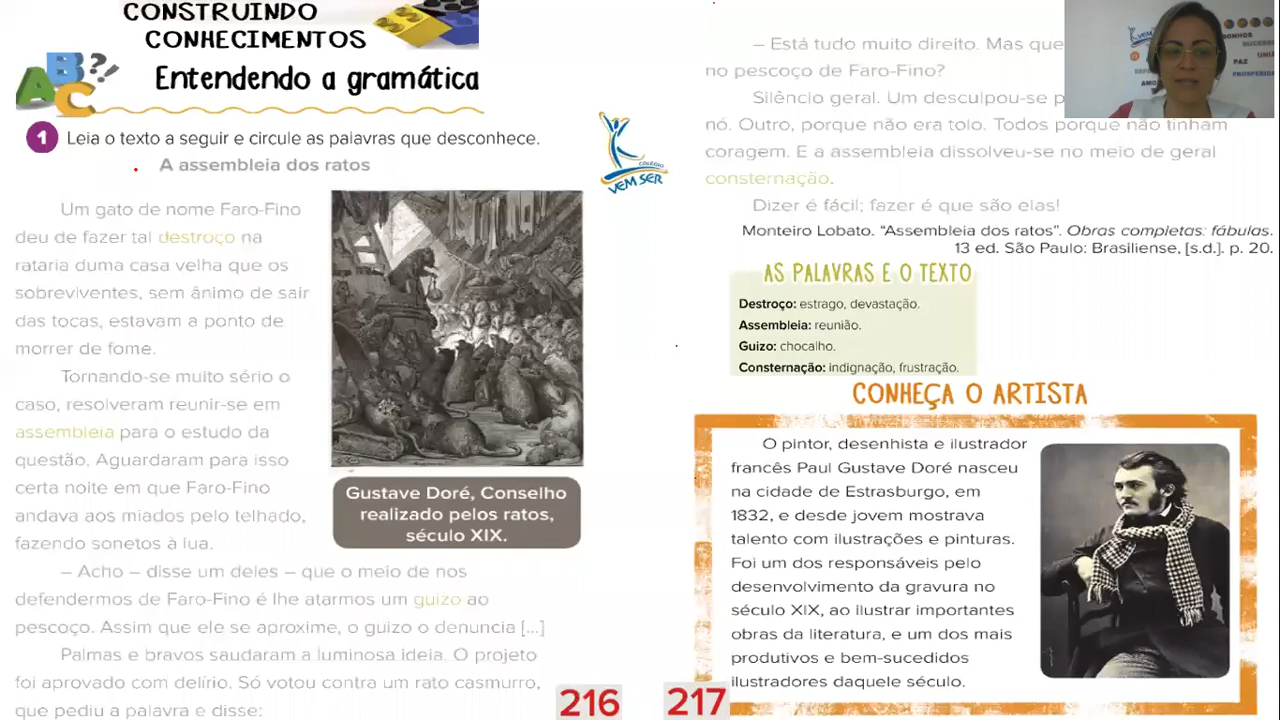 CONSTRUINDO
CONHECIMENTOS
ABC?!
Entendendo a gramática
1 Leia o texto a seguir e circule as palavras que desconhece.
A assembleia dos ratos
Um gato de nome Faro-Fino
deu de fazer tal destroço na
rataria duma casa velha que os
sobreviventes, sem ânimo de sair
das tocas, estavam a ponto de
morrer de fome.
Tornando-se muito sério o
caso, resolveram reunir-se em
assembleia para o estudo da
questão. Aguardaram para isso
certa noite em que Faro-Fino
andava aos miados pelo telhado,
fazendo sonetos à lua.
Gustave Doré, Conselho
realizado pelos ratos,
século XIX.
– Acho – disse um deles – que o meio de nos
defendermos de Faro-Fino é lhe atarmos um guizo ao
pescoço. Assim que ele se aproxime, o guizo o denuncia [...]
Palmas e bravos saudaram a luminosa ideia. O projeto
foi aprovado com delírio. Só votou contra um rato casmurro,
que pediu a palavra e disse:
216
COLÉGIO
VEM SER
– Está tudo muito direito. Mas que
no pescoço de Faro-Fino?
Silêncio geral. Um desculpou-se p
nó. Outro, porque não era tolo. Todos porque não tinham
coragem. E a assembleia dissolveu-se no meio de geral
consternação.
Dizer é fácil; fazer é que são elas!
Monteiro Lobato. “Assembleia dos ratos”. Obras completas: fábulas.
13 ed. São Paulo: Brasiliense, [s.d.]. p. 20.
AS PALAVRAS E O TEXTO
Destroço: estrago, devastação.
Assembleia: reunião.
Guizo: chocalho.
Consternação: indignação, frustração.
CONHEÇA O ARTISTA
O pintor, desenhista e ilustrador
francês Paul Gustave Doré nasceu
na cidade de Estrasburgo, em
1832, e desde jovem mostrava
talento com ilustrações e pinturas.
Foi um dos responsáveis pelo
desenvolvimento da gravura no
século XIX, ao ilustrar importantes
obras da literatura, e um dos mais
produtivos e bem-sucedidos
ilustradores daquele século.
217
SONHOS
PAZ